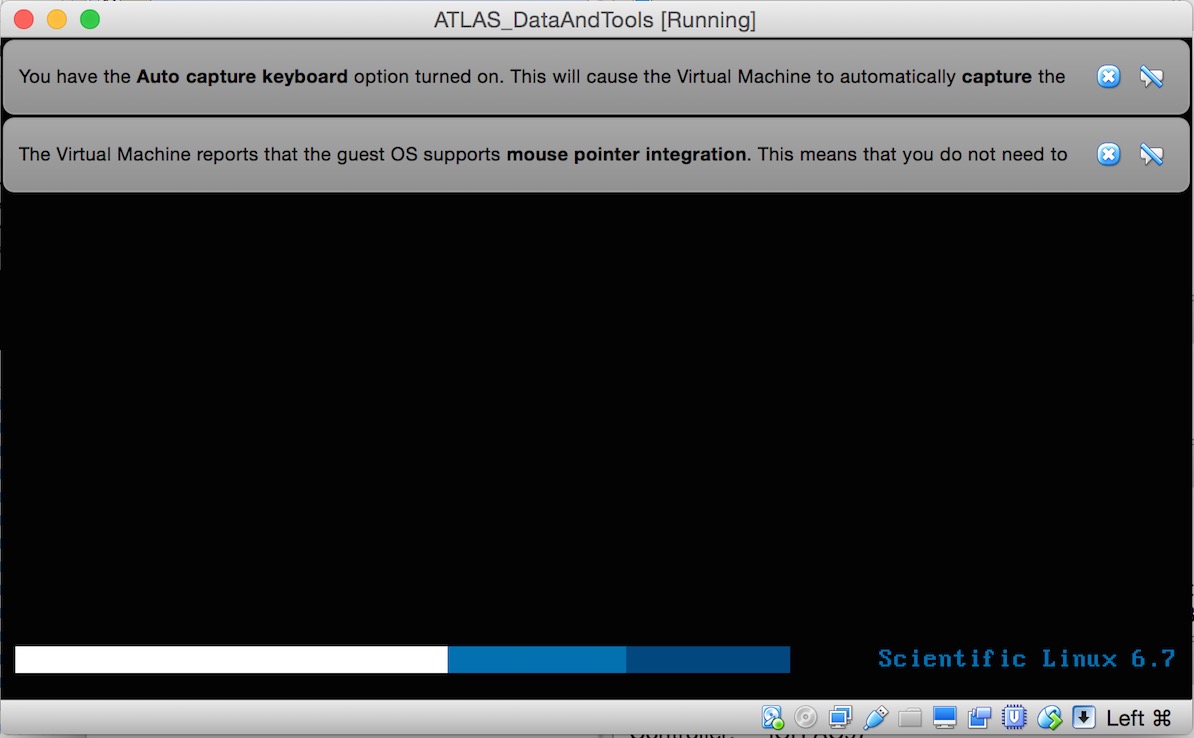 ATLAS_DataAndTools [Running]
You have the Auto capture keyboard option turned on. This will cause the Virtual Machine to automatically capture the
The Virtual Machine reports that the guest OS supports mouse pointer integration. This means that you do not need to
Scientific Linux 6.7
Left ⌘